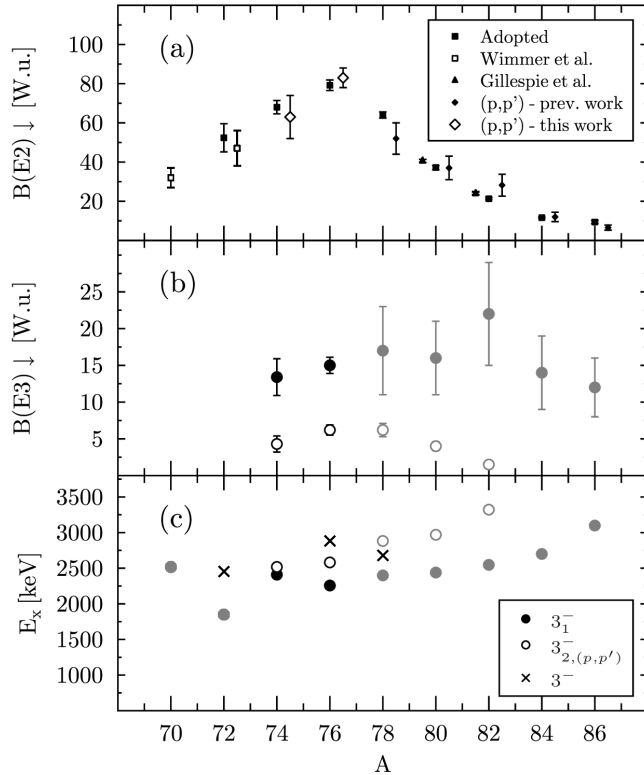 (a)
Adopted
Wimmer et al.
Gillespie et al.
(p,p') - prev. work
(p,p') - this work
B(E2) ↓ [W.u.]
100
80
60
40
20
(b)
B(E3) ↓ [W.u.]
25
20
15
10
5
(c)
E_x [keV]
3500
3000
2500
2000
1500
1000
3₁⁻
3⁻₂,(p,p′)
3⁻
70 72 74 76 78 80 82 84 86
A